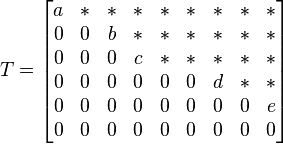 T = [ a * * * * * * * *
0 0 b * * * * * *
0 0 0 c * * * * *
0 0 0 0 0 0 d * *
0 0 0 0 0 0 0 0 e
0 0 0 0 0 0 0 0 0 ]